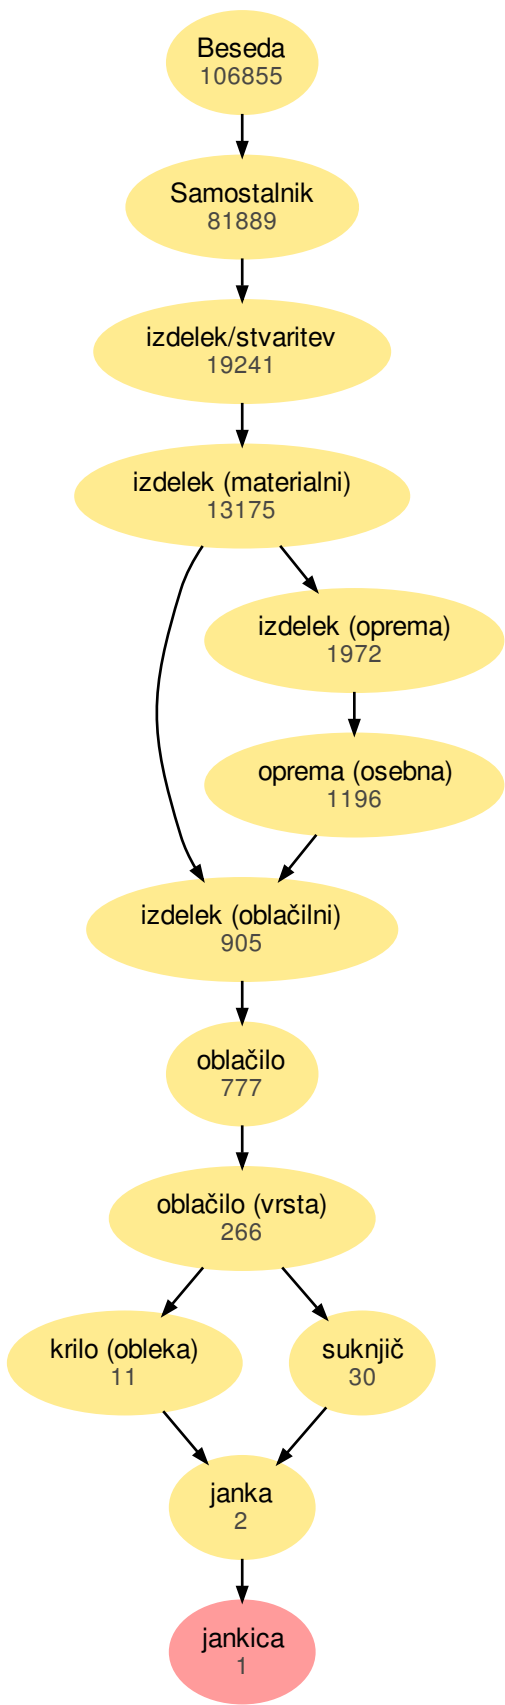 Beseda
106855
Samostalnik
81889
izdelek/stvaritev
19241
izdelek (materialni)
13175
izdelek (oprema)
1972
oprema (osebna)
1196
izdelek (oblačilni)
905
oblačilo
777
oblačilo (vrsta)
266
krilo (obleka)
11
suknjič
30
janka
2
jankica
1